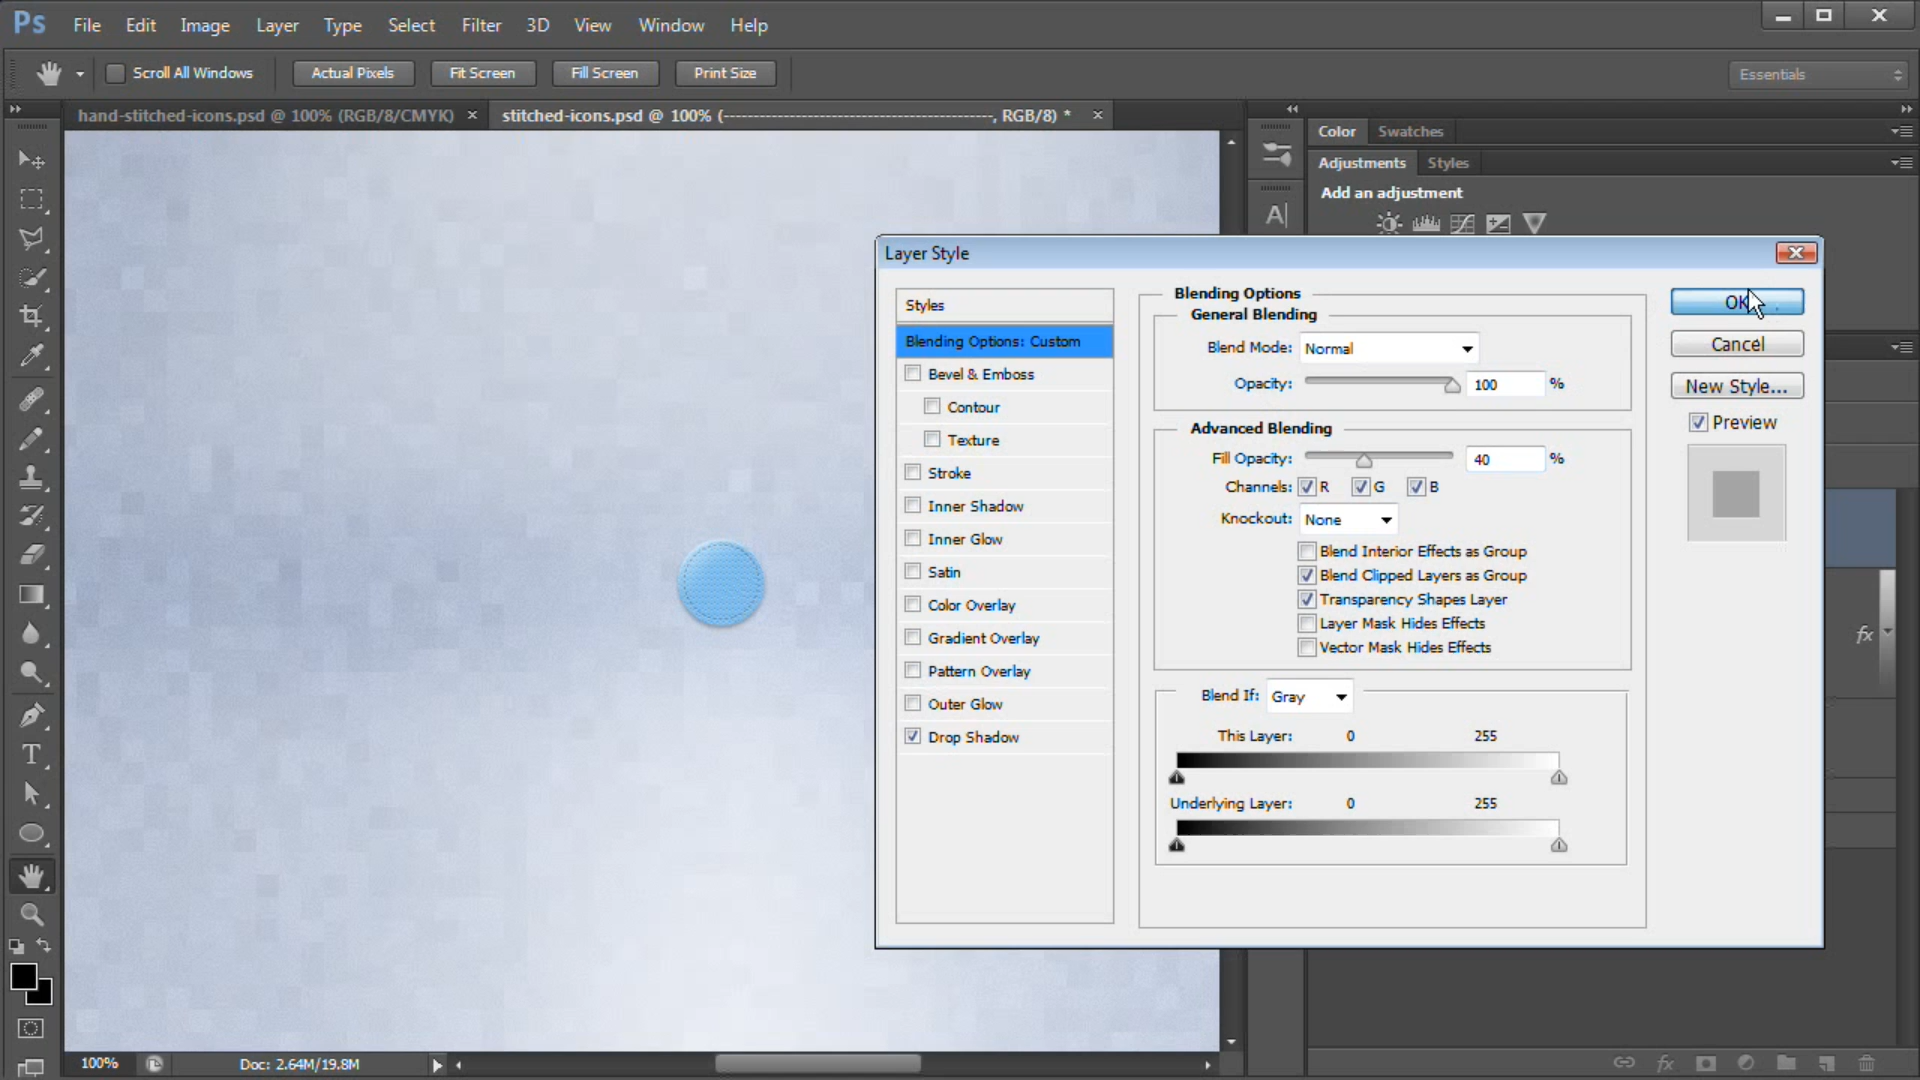 Ps File Edit Image Layer Type Select Filter 3D View Window Help
Scroll All Windows Actual Pixels Fit Screen Fill Screen Print Size Essentials
hand-stitched-icons.psd @ 100% (RGB/8/CMYK) × stitched-icons.psd @ 100% (--------------------------------------------, RGB/8) * ×
Color Swatches
Adjustments Styles
Add an adjustment
Layer Style
Styles
Blending Options: Custom
Bevel & Emboss
Contour
Texture
Stroke
Inner Shadow
Inner Glow
Satin
Color Overlay
Gradient Overlay
Pattern Overlay
Outer Glow
Drop Shadow
Blending Options
General Blending
Blend Mode: Normal
Opacity: 100 %
Advanced Blending
Fill Opacity: 40 %
Channels: R G B
Knockout: None
Blend Interior Effects as Group
Blend Clipped Layers as Group
Transparency Shapes Layer
Layer Mask Hides Effects
Vector Mask Hides Effects
Blend If: Gray
This Layer: 0 255
Underlying Layer: 0 255
OK
Cancel
New Style...
Preview
fx
100% Doc: 2.64M/19.8M
fx